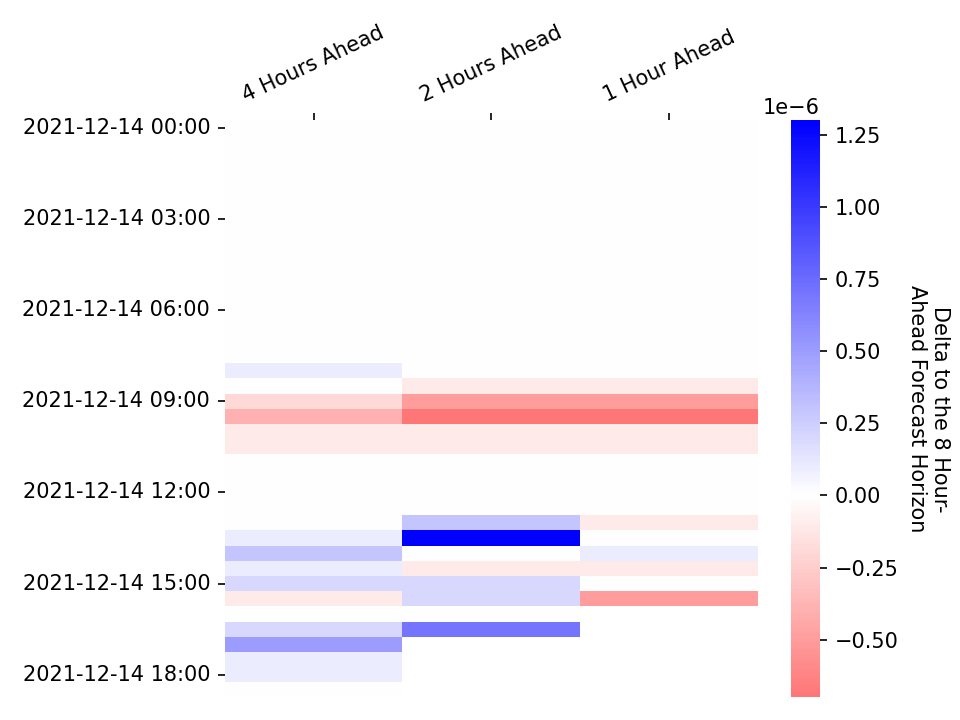 4 Hours Ahead
2 Hours Ahead
1 Hour Ahead
1e−6
2021-12-14 00:00
2021-12-14 03:00
2021-12-14 06:00
2021-12-14 09:00
2021-12-14 12:00
2021-12-14 15:00
2021-12-14 18:00
1.25
1.00
0.75
0.50
0.25
0.00
−0.25
−0.50
Delta to the 8 Hour-
Ahead Forecast Horizon